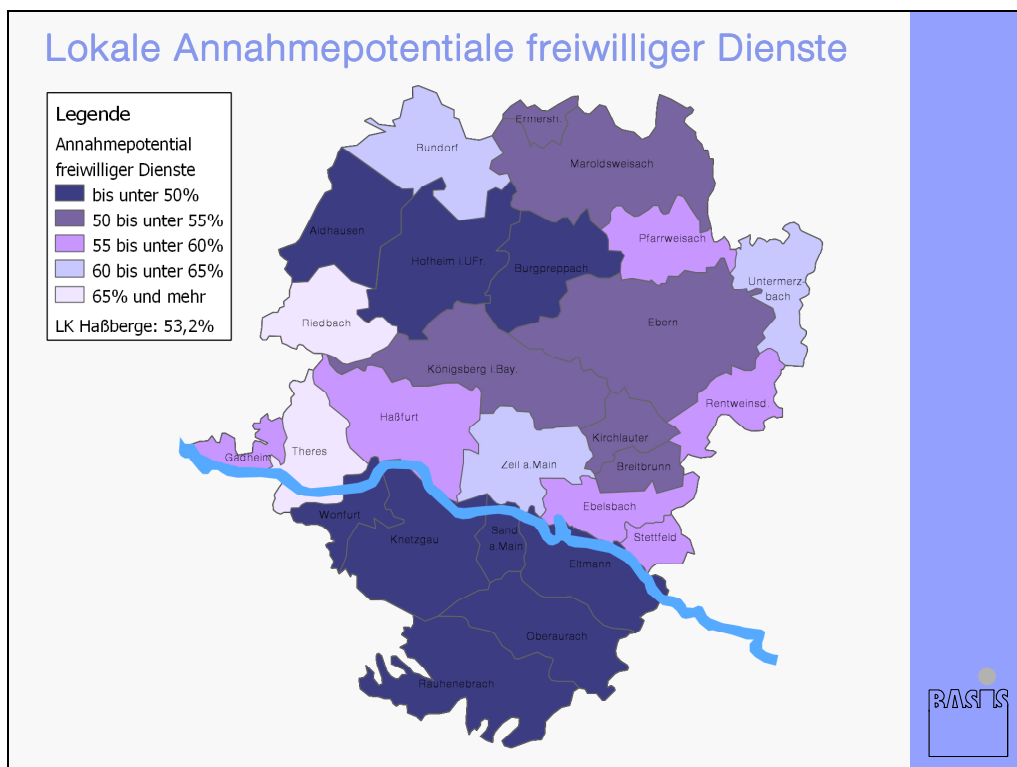 Lokale Annahmepotentiale freiwilliger Dienste
Legende
Annahmepotential
freiwilliger Dienste
bis unter 50%
50 bis unter 55%
55 bis unter 60%
60 bis unter 65%
65% und mehr
LK Haßberge: 53,2%
Ermersh.
Rundorf
Maroldsweisach
Aidhausen
Pfarrweisach
Hofheim i.UFr.
Burgpreppach
Untermerz-
bach
Riedbach
Eborn
Königsberg i.Bay.
Rentweinsd.
Haßfurt
Kirchlauter
Theres
Gädheim
Zeil a.Main
Breitbrunn
Ebelsbach
Wonfurt
Sand
a.Main
Knetzgau
Stettfeld
Eltmann
Oberaurach
Rauhenebrach
BASIS